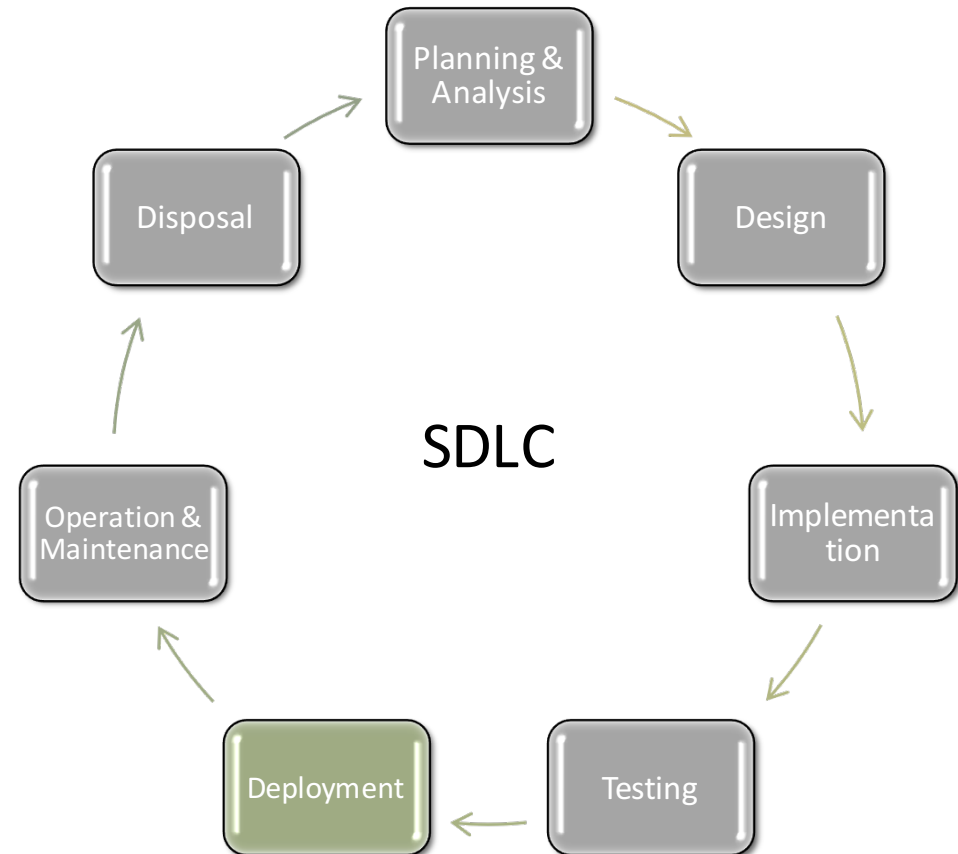 Planning &
Analysis
Disposal
Design
SDLC
Operation &
Maintenance
Implementa
tion
Deployment
Testing